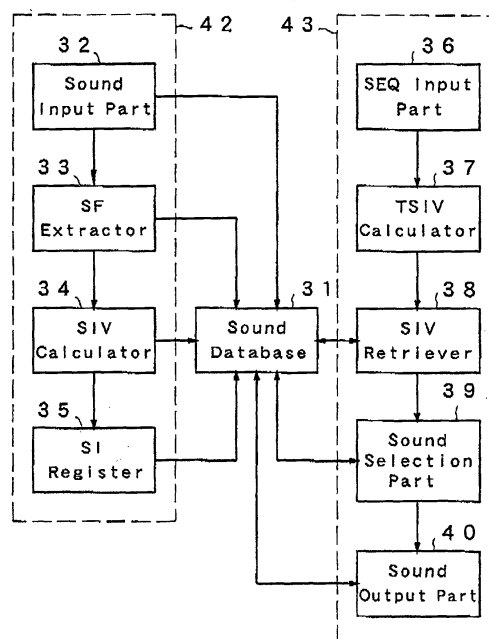 42
32
Sound
Input Part
33
SF
Extractor
34
SIV
Calculator
35
SI
Register
31
Sound
Database
43
36
SEQ Input
Part
37
TSIV
Calculator
38
SIV
Retriever
39
Sound
Selection
Part
40
Sound
Output Part